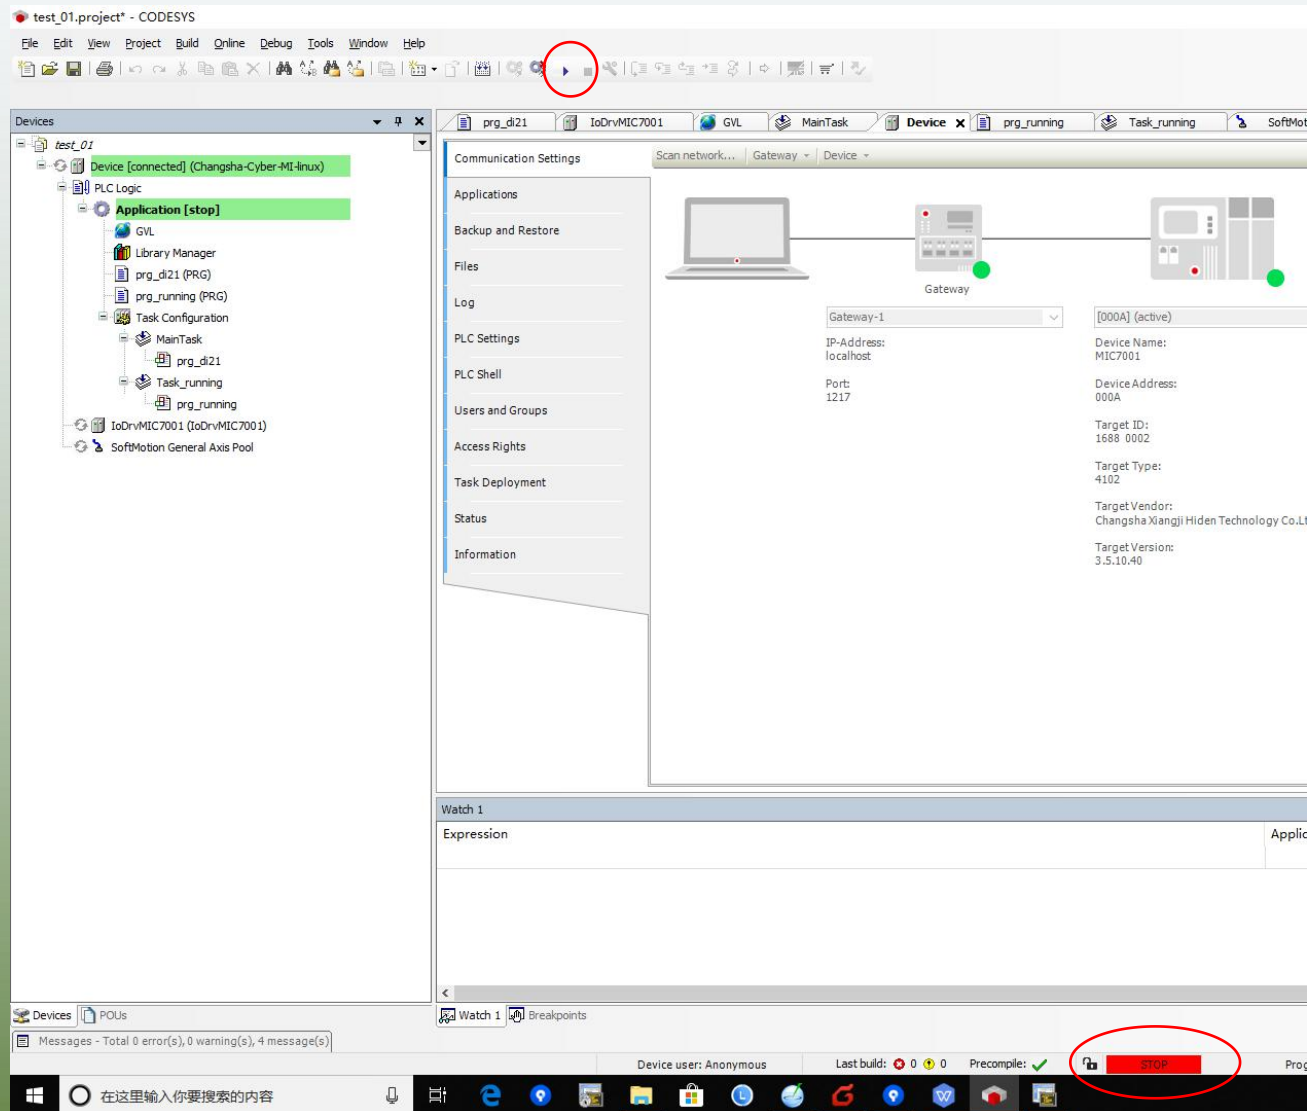 test_01.project* - CODESYS
File Edit View Project Build Online Debug Tools Window Help
Devices
prg_di21 IoDrvMIC7001 GVL MainTask Device prg_running Task_running SoftMot
test_01
Device [connected] (Changsha-Cyber-MI-linux)
PLC Logic
Application [stop]
GVL
Library Manager
prg_di21 (PRG)
prg_running (PRG)
Task Configuration
MainTask
prg_di21
Task_running
prg_running
IoDrvMIC7001 (IoDrvMIC7001)
SoftMotion General Axis Pool
Communication Settings
Applications
Backup and Restore
Files
Log
PLC Settings
PLC Shell
Users and Groups
Access Rights
Task Deployment
Status
Information
Scan network... Gateway Device
Gateway
Gateway-1
IP-Address:
localhost
Port:
1217
[000A] (active)
Device Name:
MIC7001
Device Address:
000A
Target ID:
1688 0002
Target Type:
4102
Target Vendor:
Changsha Xiangji Hiden Technology Co.Lt
Target Version:
3.5.10.40
Watch 1
Expression Applic
Devices POUs
Watch 1 Breakpoints
Messages - Total 0 error(s), 0 warning(s), 4 message(s)
Device user: Anonymous Last build: 0 0 Precompile: STOP Prog
在这里输入你要搜索的内容